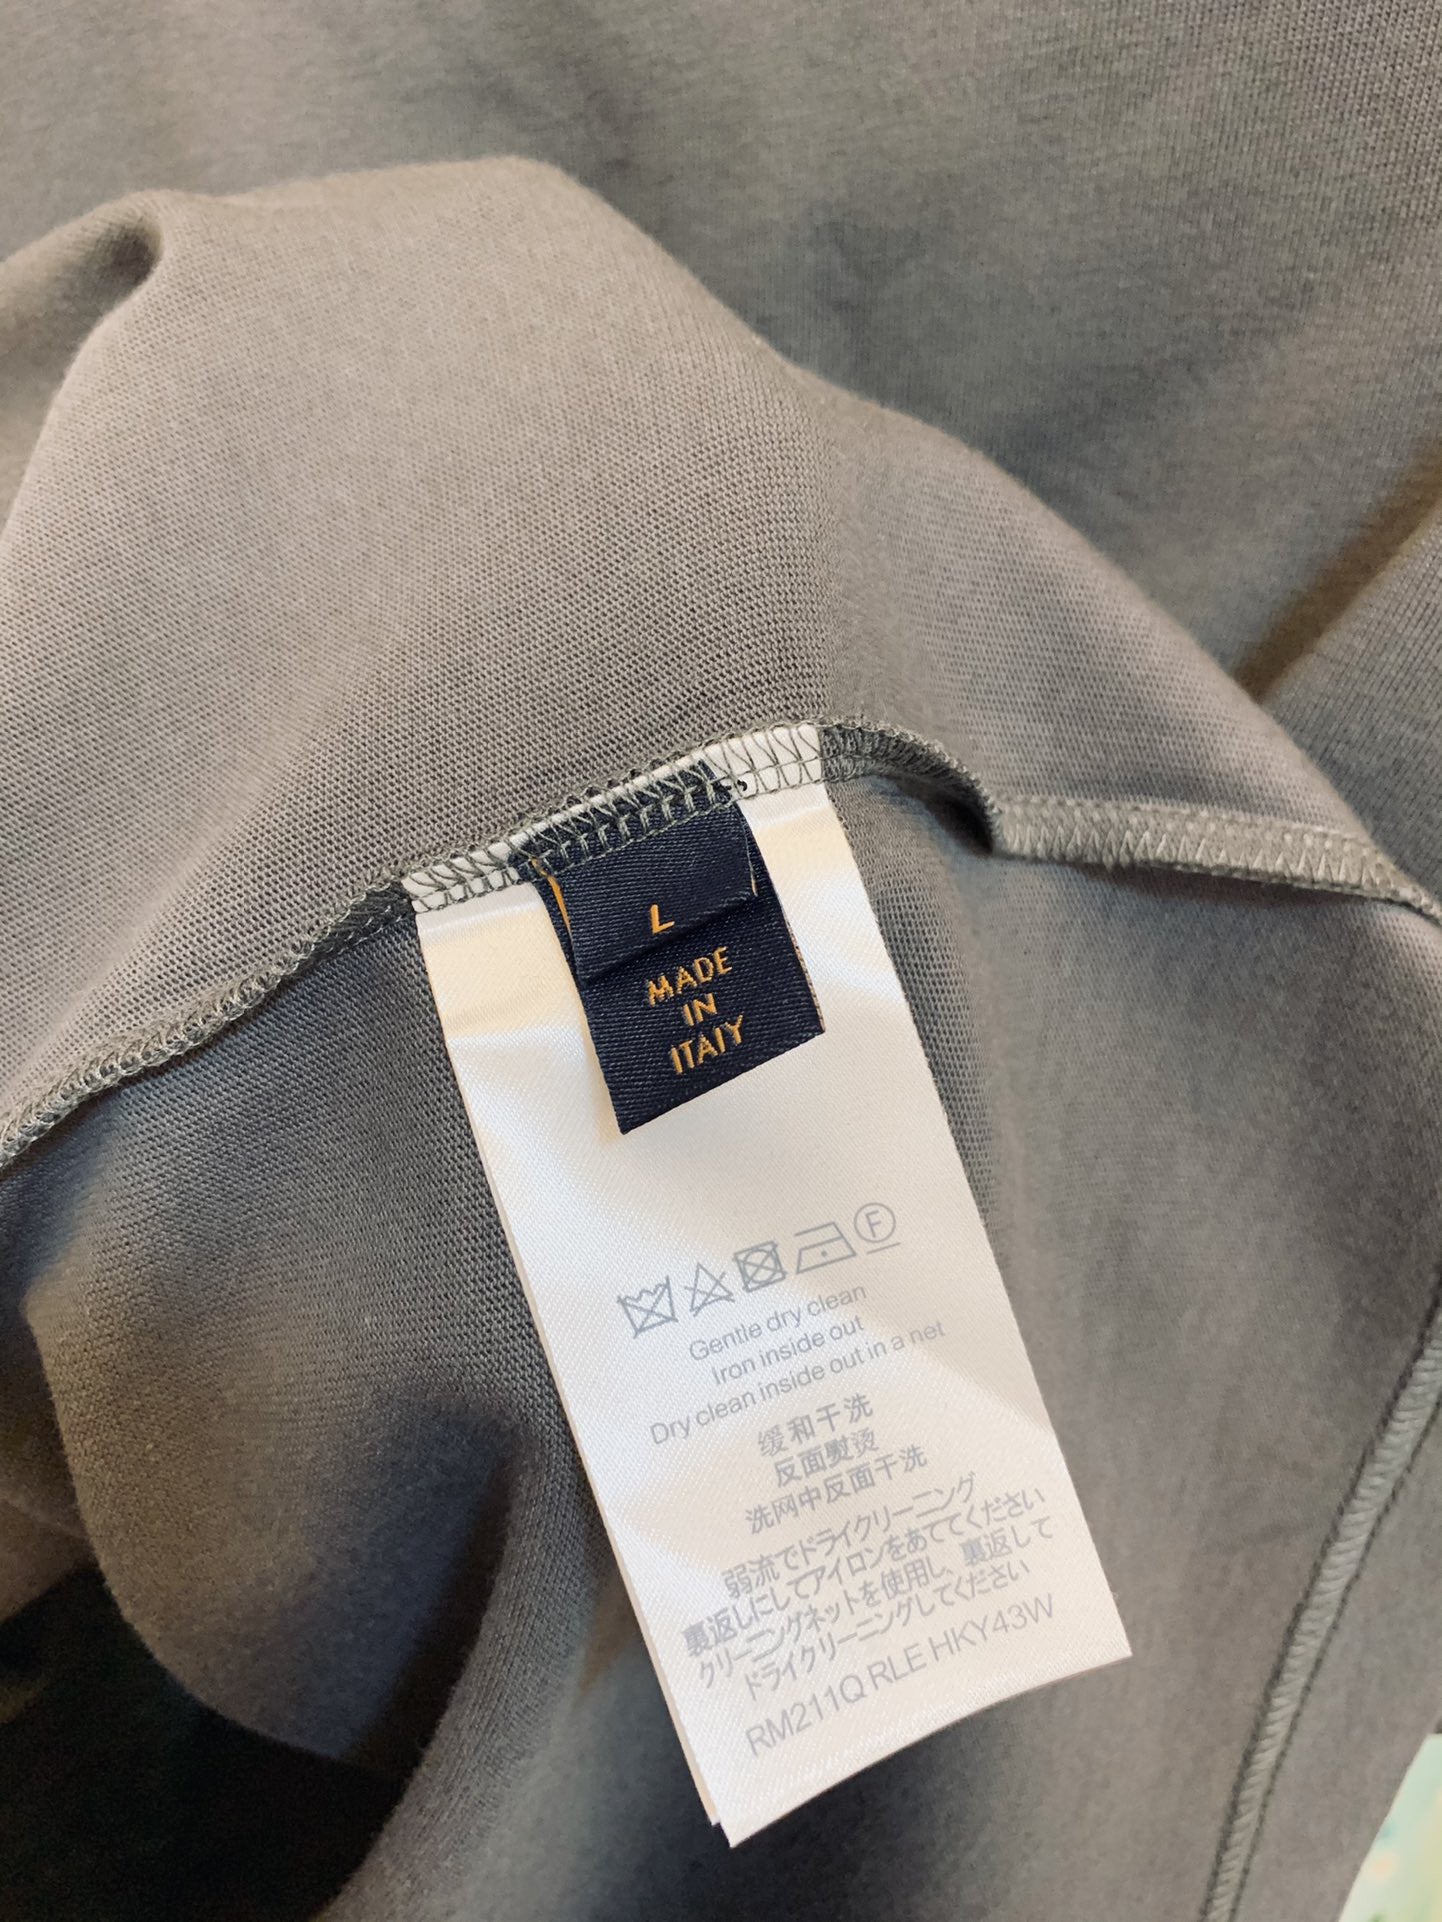 L
MADE
IN
ITAIY
F
Gentle dry clean
Iron inside out
Dry clean inside out in a net
缓和干洗
反面熨烫
洗网中反面干洗
弱流でドライクリーニング
裏返しにしてアイロンをあててください
クリーニングネットを使用し、裏返して
ドライクリーニングしてください
RM211Q RLE HKY43W